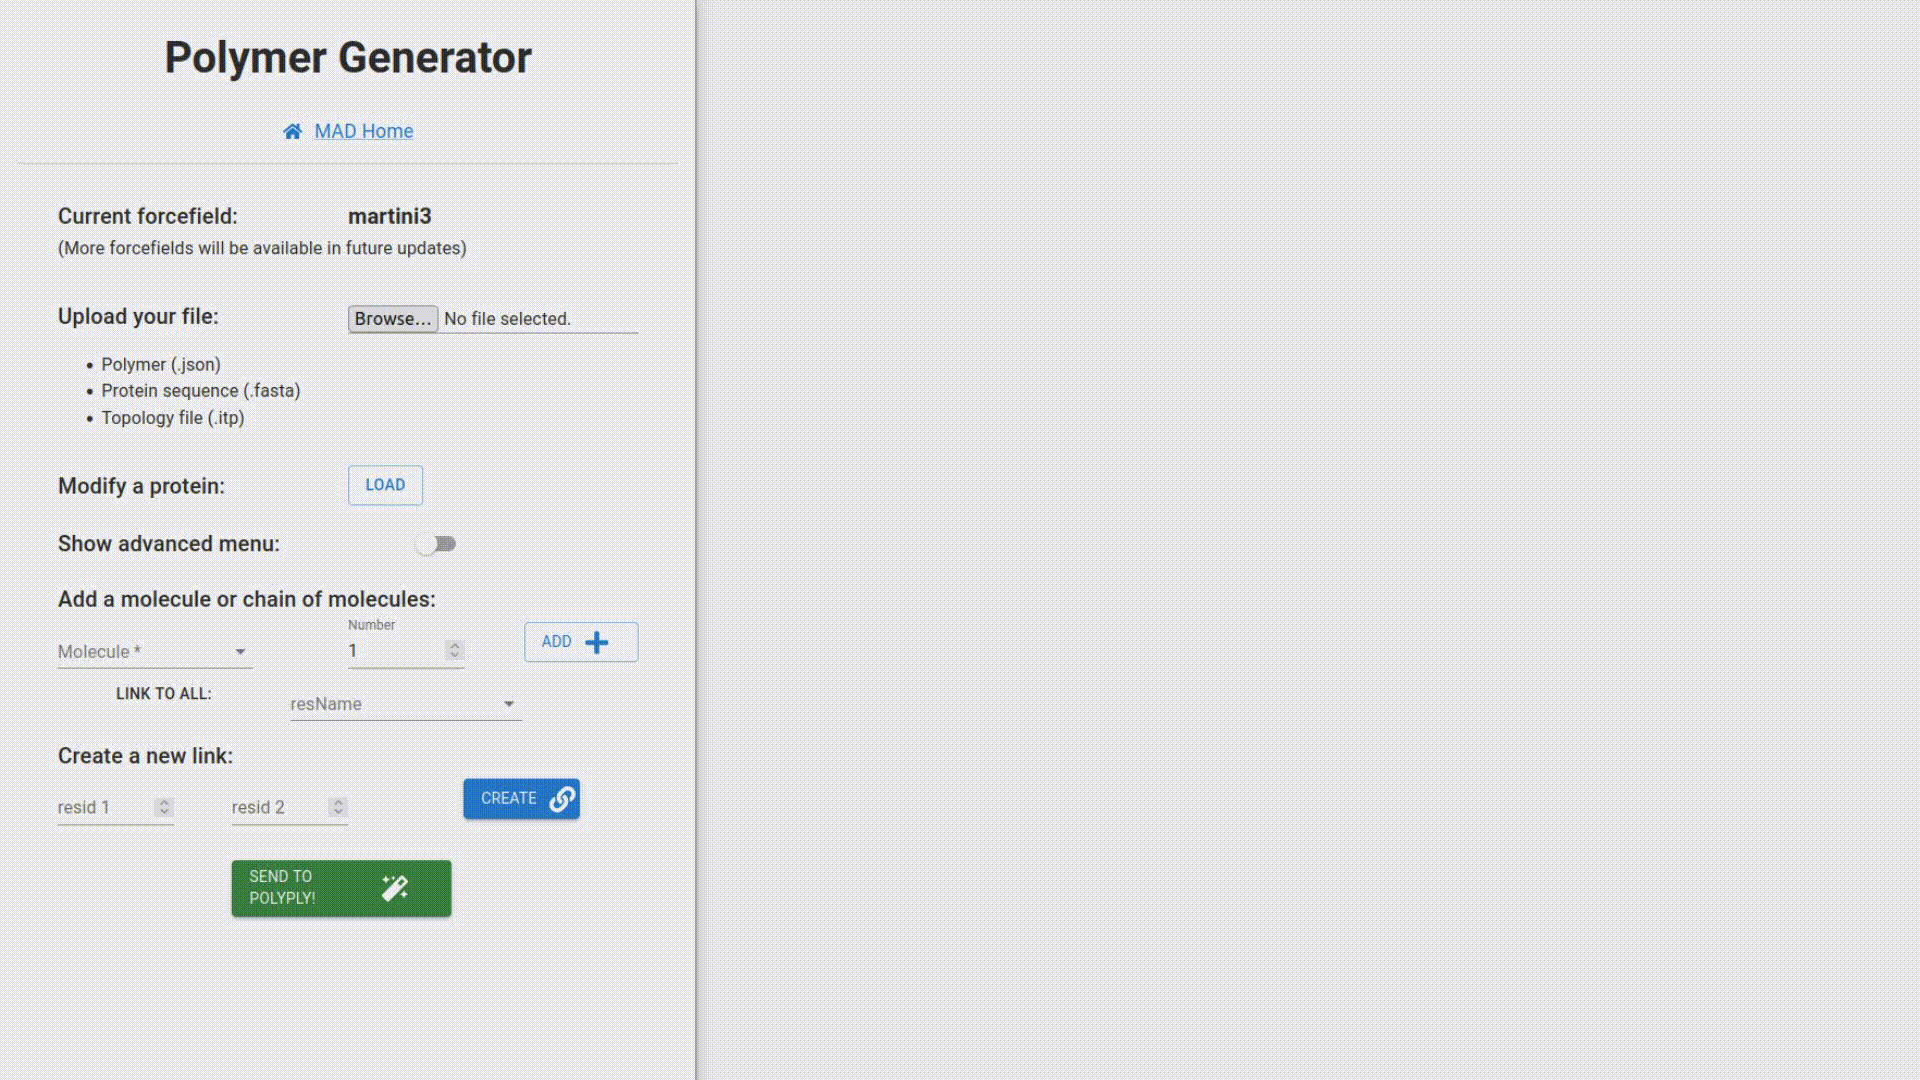 Polymer Generator
MAD Home
Current forcefield: martini3
(More forcefields will be available in future updates)
Upload your file: Browse... No file selected.
• Polymer (.json)
• Protein sequence (.fasta)
• Topology file (.itp)
Modify a protein: LOAD
Show advanced menu:
Add a molecule or chain of molecules:
Number
Molecule * 1 ADD
LINK TO ALL: resName
Create a new link:
resid 1 resid 2 CREATE
SEND TO
POLYPLY!